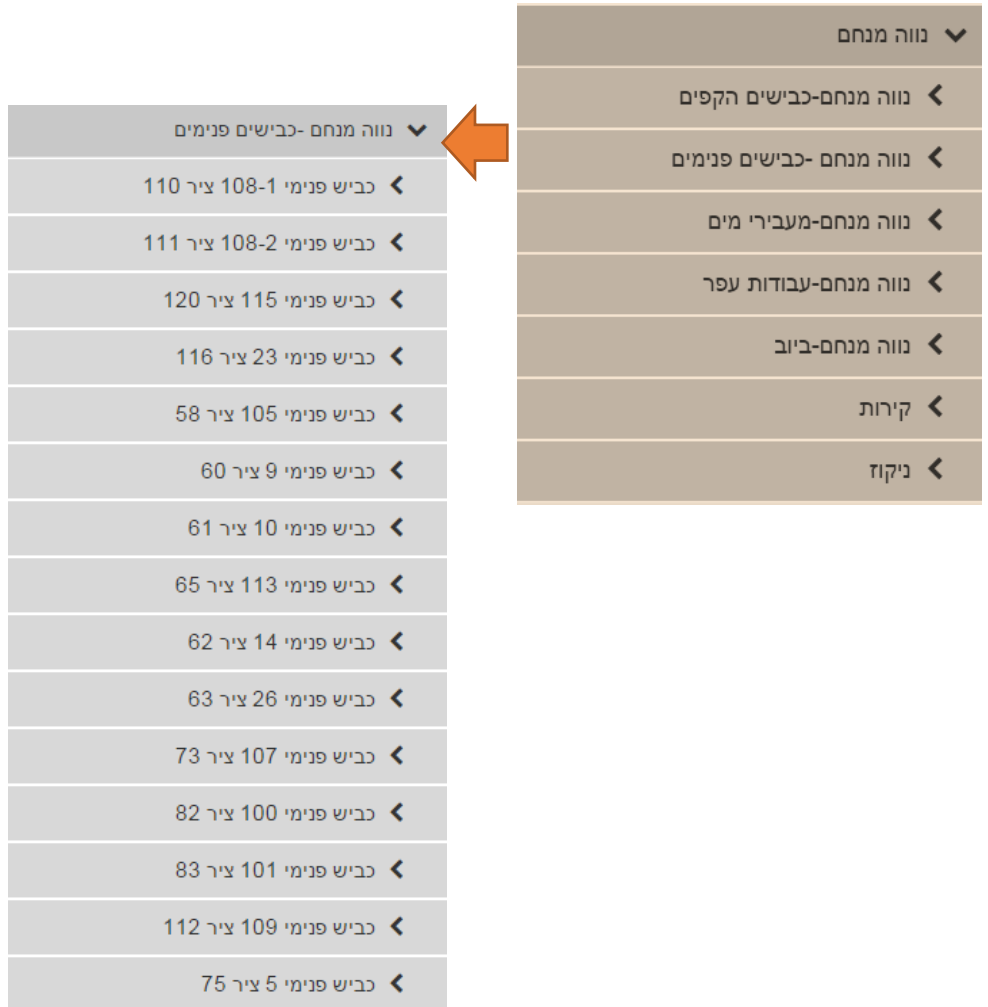 נווה מנחם
נווה מנחם-כבישים הקפים
נווה מנחם -כבישים פנימים
נווה מנחם-מעבירי מים
נווה מנחם-עבודות עפר
נווה מנחם-ביוב
קירות
ניקוז
נווה מנחם -כבישים פנימים
כביש פנימי 108-1 ציר 110
כביש פנימי 108-2 ציר 111
כביש פנימי 115 ציר 120
כביש פנימי 23 ציר 116
כביש פנימי 105 ציר 58
כביש פנימי 9 ציר 60
כביש פנימי 10 ציר 61
כביש פנימי 113 ציר 65
כביש פנימי 14 ציר 62
כביש פנימי 26 ציר 63
כביש פנימי 107 ציר 73
כביש פנימי 100 ציר 82
כביש פנימי 101 ציר 83
כביש פנימי 109 ציר 112
כביש פנימי 5 ציר 75